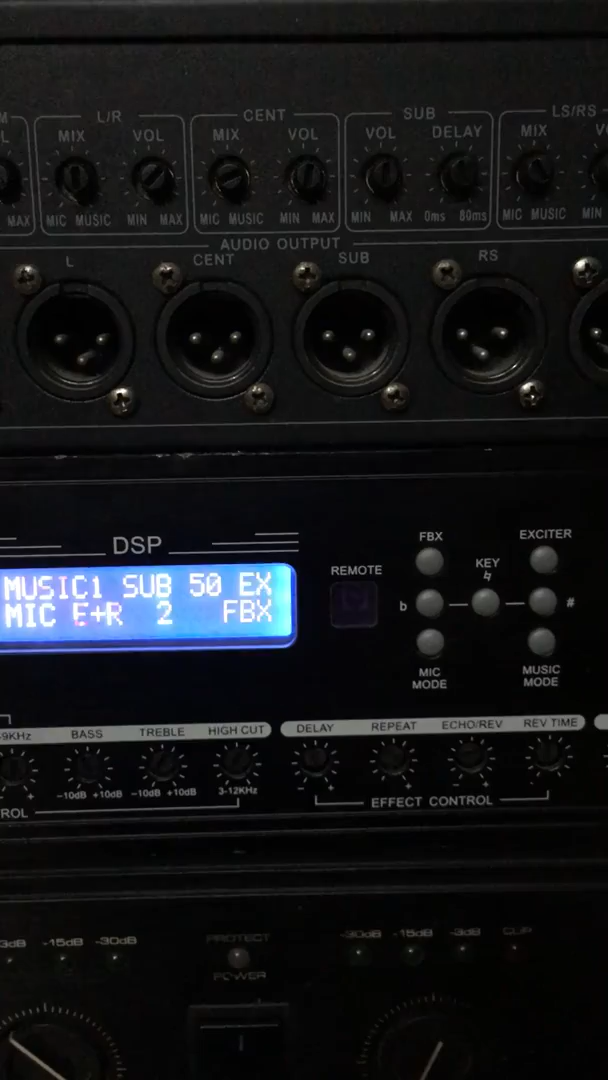 L/R CENT SUB LS/RS
MIX VOL MIX VOL VOL DELAY MIX
MAX MIC MUSIC MIN MAX MIC MUSIC MIN MAX MIN MAX 0ms 80ms MIC MUSIC MIN
AUDIO OUTPUT
L CENT SUB RS
DSP
MUSIC1 SUB 50 EX
MIC E+R 2 FBX
REMOTE
FBX EXCITER
KEY
b #
MIC MODE
MUSIC MODE
9KHz BASS TREBLE HIGH CUT DELAY REPEAT ECHO/REV REV TIME
+ -10dB +10dB -10dB +10dB 3-12KHz - + - + - + - +
ROL EFFECT CONTROL
3dB -15dB -30dB PROTECT -30dB -15dB -3dB CLIP
POWER